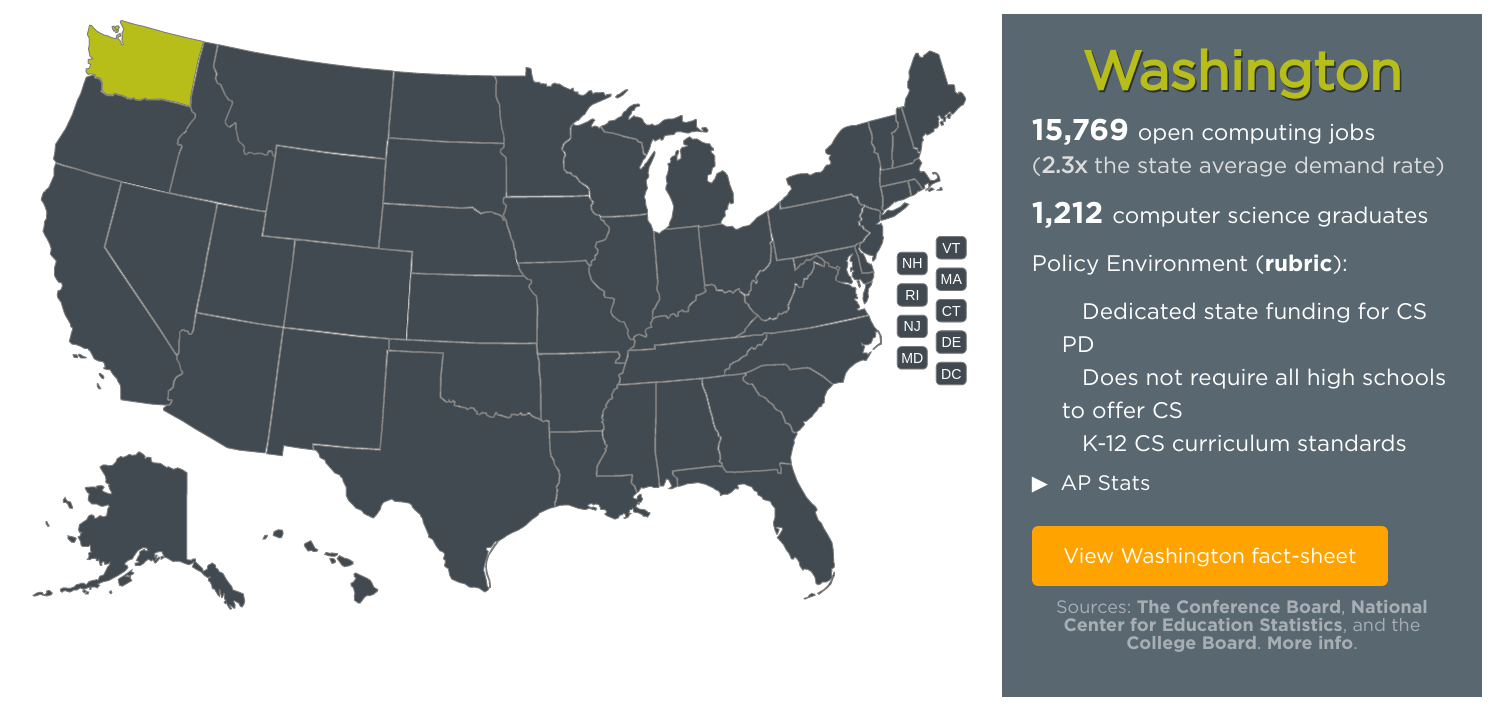 Washington
15,769 open computing jobs
(2.3x the state average demand rate)
1,212 computer science graduates
Policy Environment (rubric):
Dedicated state funding for CS
PD
Does not require all high schools
to offer CS
K-12 CS curriculum standards
▶ AP Stats
View Washington fact-sheet
Sources: The Conference Board, National
Center for Education Statistics, and the
College Board. More info.
VT
NH
MA
RI
CT
NJ
DE
MD
DC